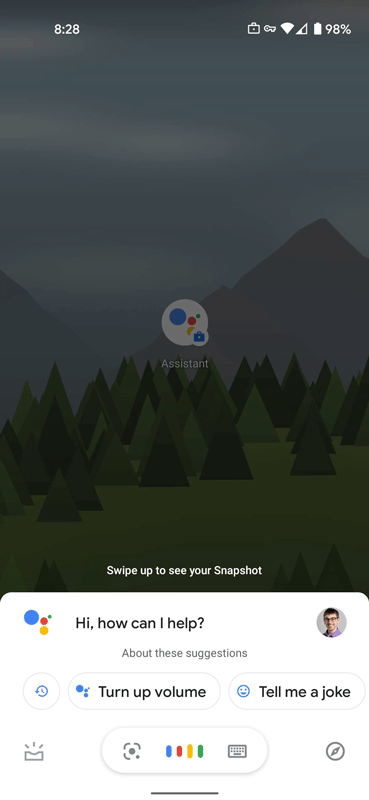 8:28
98%
Assistant
Swipe up to see your Snapshot
Hi, how can I help?
About these suggestions
Turn up volume
Tell me a joke